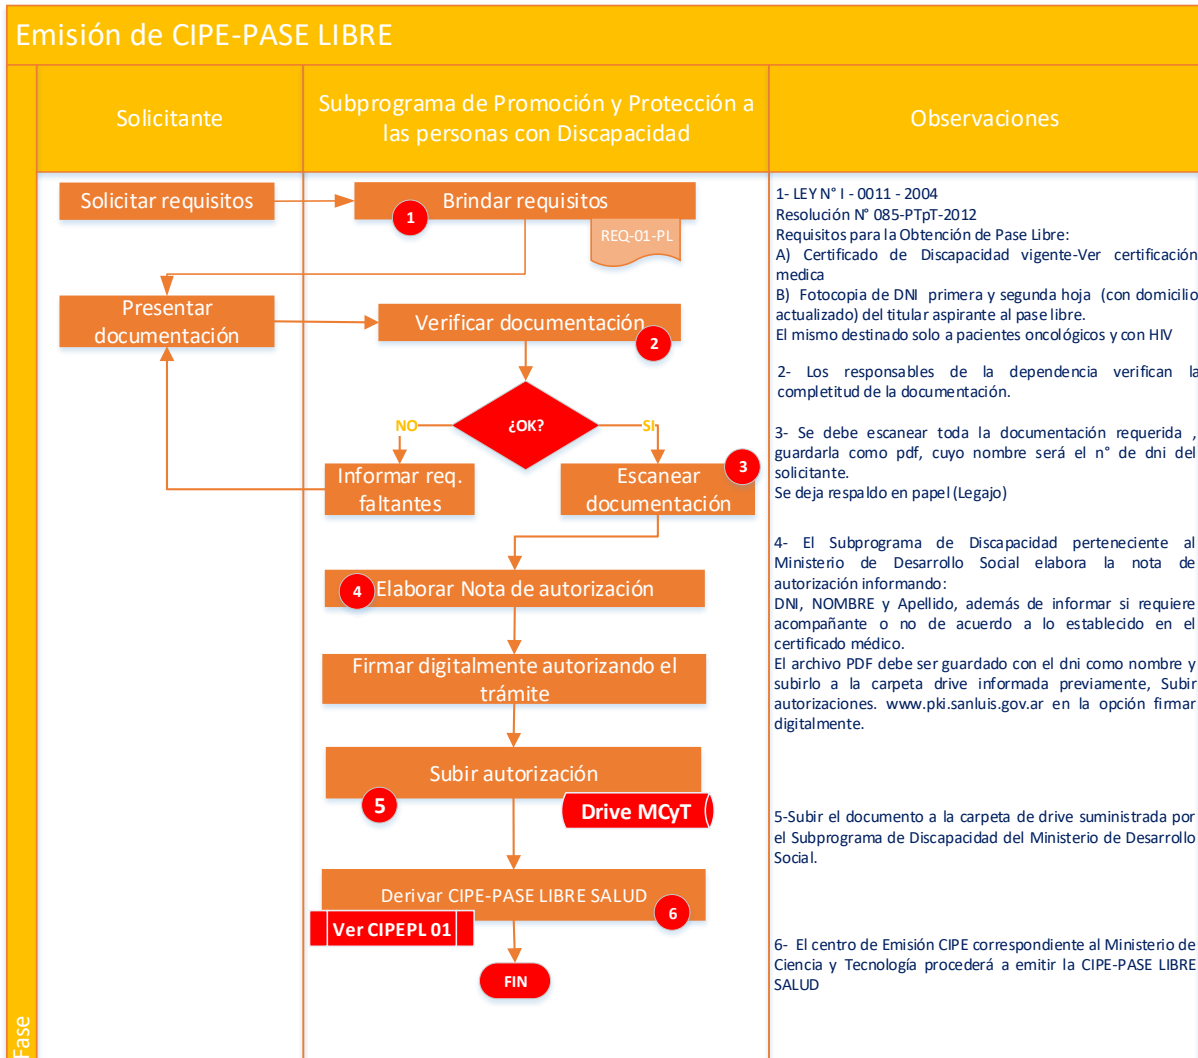 Emisión de CIPE-PASE LIBRE
Solicitante
Subprograma de Promoción y Protección a
las personas con Discapacidad
Observaciones
Solicitar requisitos
Brindar requisitos
1
REQ-01-PL
Presentar
documentación
Verificar documentación
2
¿OK?
NO
SI
Informar req.
faltantes
Escanear
documentación
3
4
Elaborar Nota de autorización
Firmar digitalmente autorizando el
trámite
Subir autorización
5
Drive MCyT
Derivar CIPE-PASE LIBRE SALUD
6
Ver CIPEPL 01
FIN
1- LEY N° I - 0011 - 2004
Resolución N° 085-PTpT-2012
Requisitos para la Obtención de Pase Libre:
A) Certificado de Discapacidad vigente-Ver certificación
medica
B) Fotocopia de DNI primera y segunda hoja (con domicilio
actualizado) del titular aspirante al pase libre.
El mismo destinado solo a pacientes oncológicos y con HIV
2- Los responsables de la dependencia verifican la
completitud de la documentación.
3- Se debe escanear toda la documentación requerida ,
guardarla como pdf, cuyo nombre será el n° de dni del
solicitante.
Se deja respaldo en papel (Legajo)
4- El Subprograma de Discapacidad perteneciente al
Ministerio de Desarrollo Social elabora la nota de
autorización informando:
DNI, NOMBRE y Apellido, además de informar si requiere
acompañante o no de acuerdo a lo establecido en el
certificado médico.
El archivo PDF debe ser guardado con el dni como nombre y
subirlo a la carpeta drive informada previamente, Subir
autorizaciones. www.pki.sanluis.gov.ar en la opción firmar
digitalmente.
5-Subir el documento a la carpeta de drive suministrada por
el Subprograma de Discapacidad del Ministerio de Desarrollo
Social.
6- El centro de Emisión CIPE correspondiente al Ministerio de
Ciencia y Tecnología procederá a emitir la CIPE-PASE LIBRE
SALUD
Fase